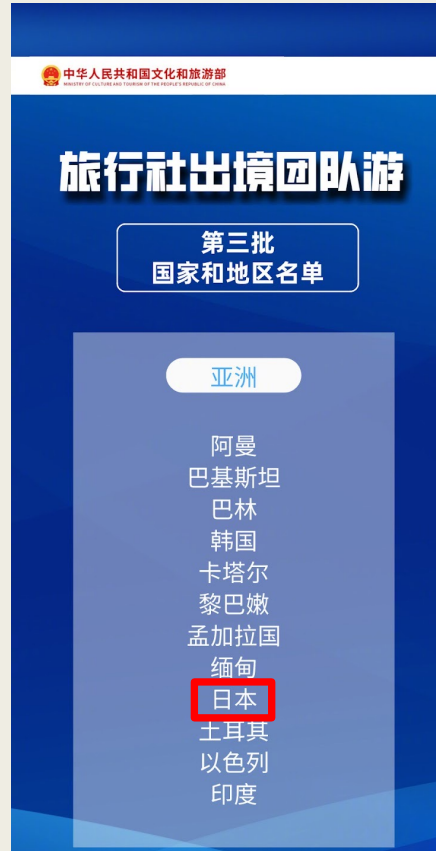 中华人民共和国文化和旅游部
MINISTRY OF CULTURE AND TOURISM OF THE PEOPLE'S REPUBLIC OF CHINA
旅行社出境团队游
第三批
国家和地区名单
亚洲
阿曼
巴基斯坦
巴林
韩国
卡塔尔
黎巴嫩
孟加拉国
缅甸
日本
土耳其
以色列
印度